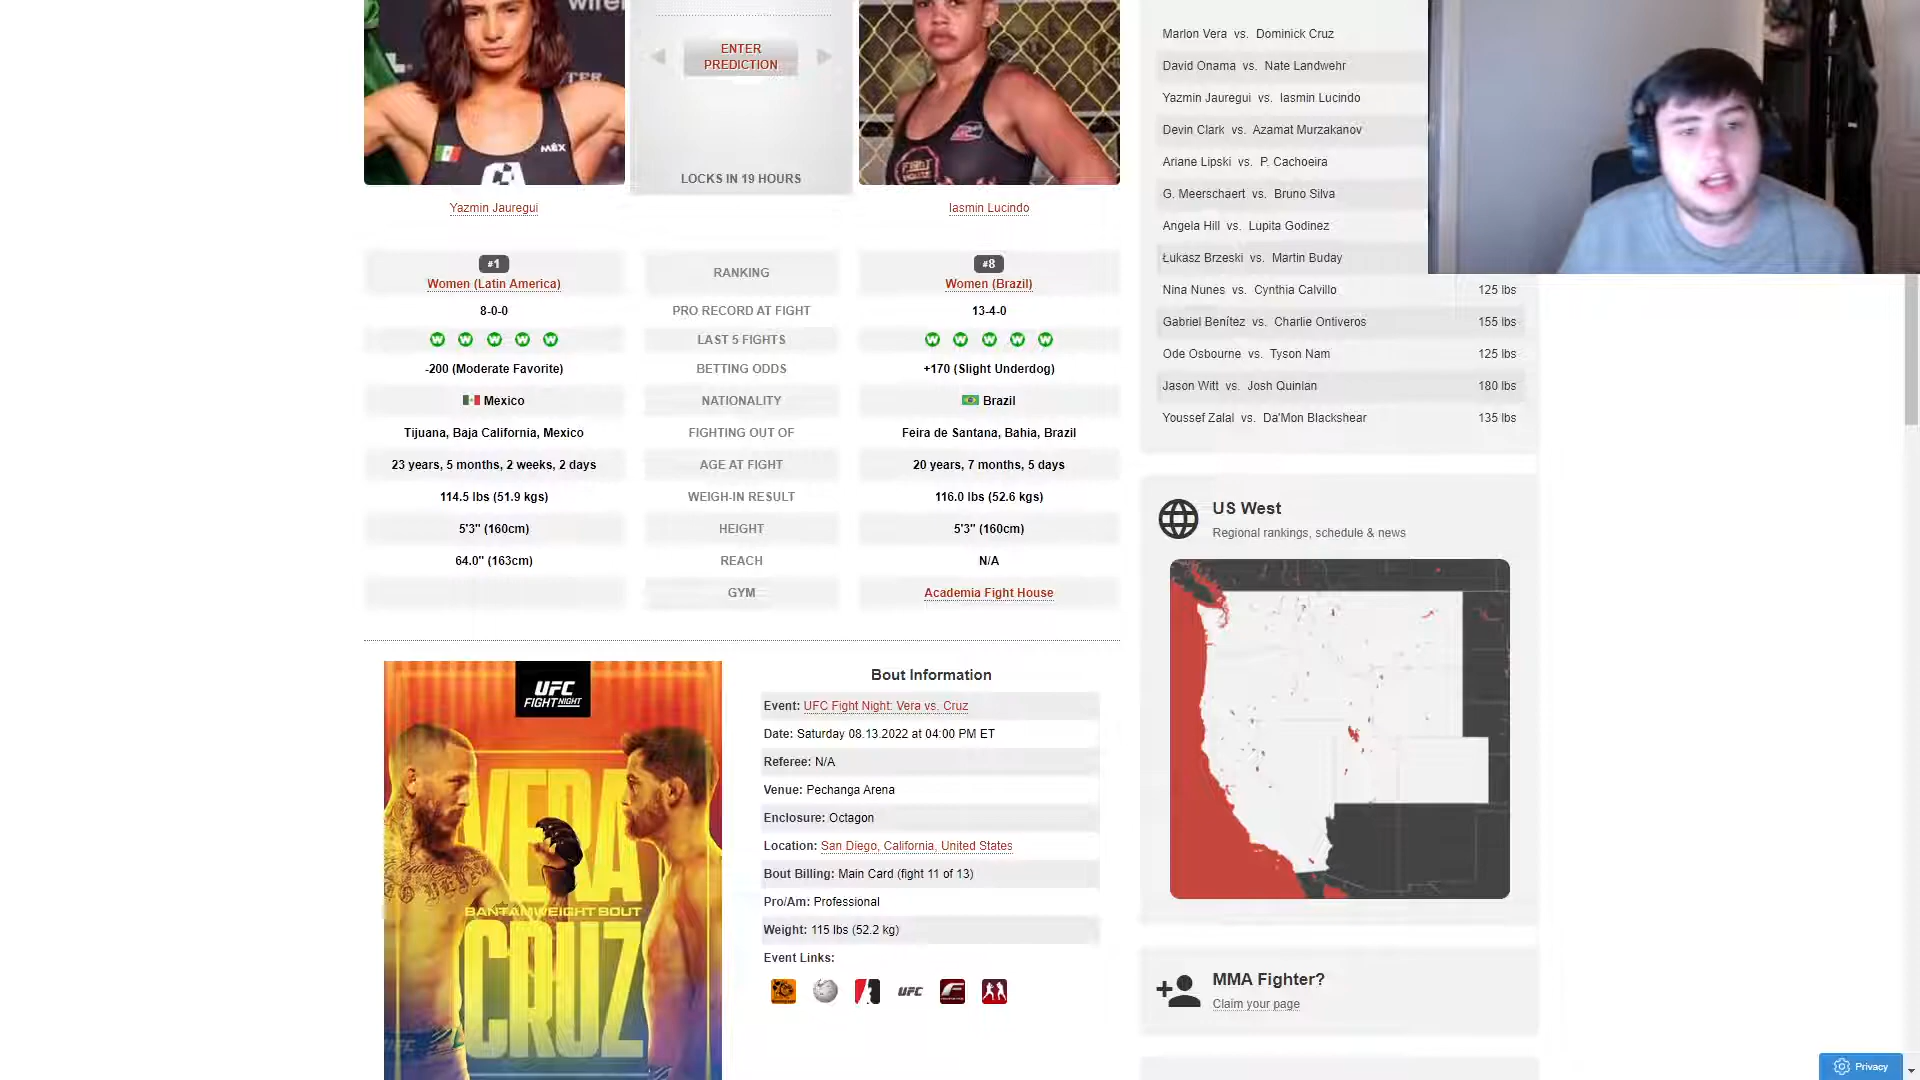 ENTER
PREDICTION
LOCKS IN 19 HOURS
MEX
Yazmin Jauregui
Iasmin Lucindo
#1
Women (Latin America)
RANKING
#8
Women (Brazil)
8-0-0
PRO RECORD AT FIGHT
13-4-0
W W W W W
LAST 5 FIGHTS
W W W W W
-200 (Moderate Favorite)
BETTING ODDS
+170 (Slight Underdog)
Mexico
NATIONALITY
Brazil
Tijuana, Baja California, Mexico
FIGHTING OUT OF
Feira de Santana, Bahia, Brazil
23 years, 5 months, 2 weeks, 2 days
AGE AT FIGHT
20 years, 7 months, 5 days
114.5 lbs (51.9 kgs)
WEIGH-IN RESULT
116.0 lbs (52.6 kgs)
5'3" (160cm)
HEIGHT
5'3" (160cm)
64.0" (163cm)
REACH
N/A
GYM
Academia Fight House
UFC
FIGHT NIGHT
VERA
BANTAMWEIGHT BOUT
CRUZ
Bout Information
Event: UFC Fight Night: Vera vs. Cruz
Date: Saturday 08.13.2022 at 04:00 PM ET
Referee: N/A
Venue: Pechanga Arena
Enclosure: Octagon
Location: San Diego, California, United States
Bout Billing: Main Card (fight 11 of 13)
Pro/Am: Professional
Weight: 115 lbs (52.2 kg)
Event Links:
UFC
Marlon Vera vs. Dominick Cruz
David Onama vs. Nate Landwehr
Yazmin Jauregui vs. Iasmin Lucindo
Devin Clark vs. Azamat Murzakanov
Ariane Lipski vs. P. Cachoeira
G. Meerschaert vs. Bruno Silva
Angela Hill vs. Lupita Godinez
Łukasz Brzeski vs. Martin Buday
Nina Nunes vs. Cynthia Calvillo 125 lbs
Gabriel Benítez vs. Charlie Ontiveros 155 lbs
Ode Osbourne vs. Tyson Nam 125 lbs
Jason Witt vs. Josh Quinlan 180 lbs
Youssef Zalal vs. Da'Mon Blackshear 135 lbs
US West
Regional rankings, schedule & news
MMA Fighter?
Claim your page
Privacy